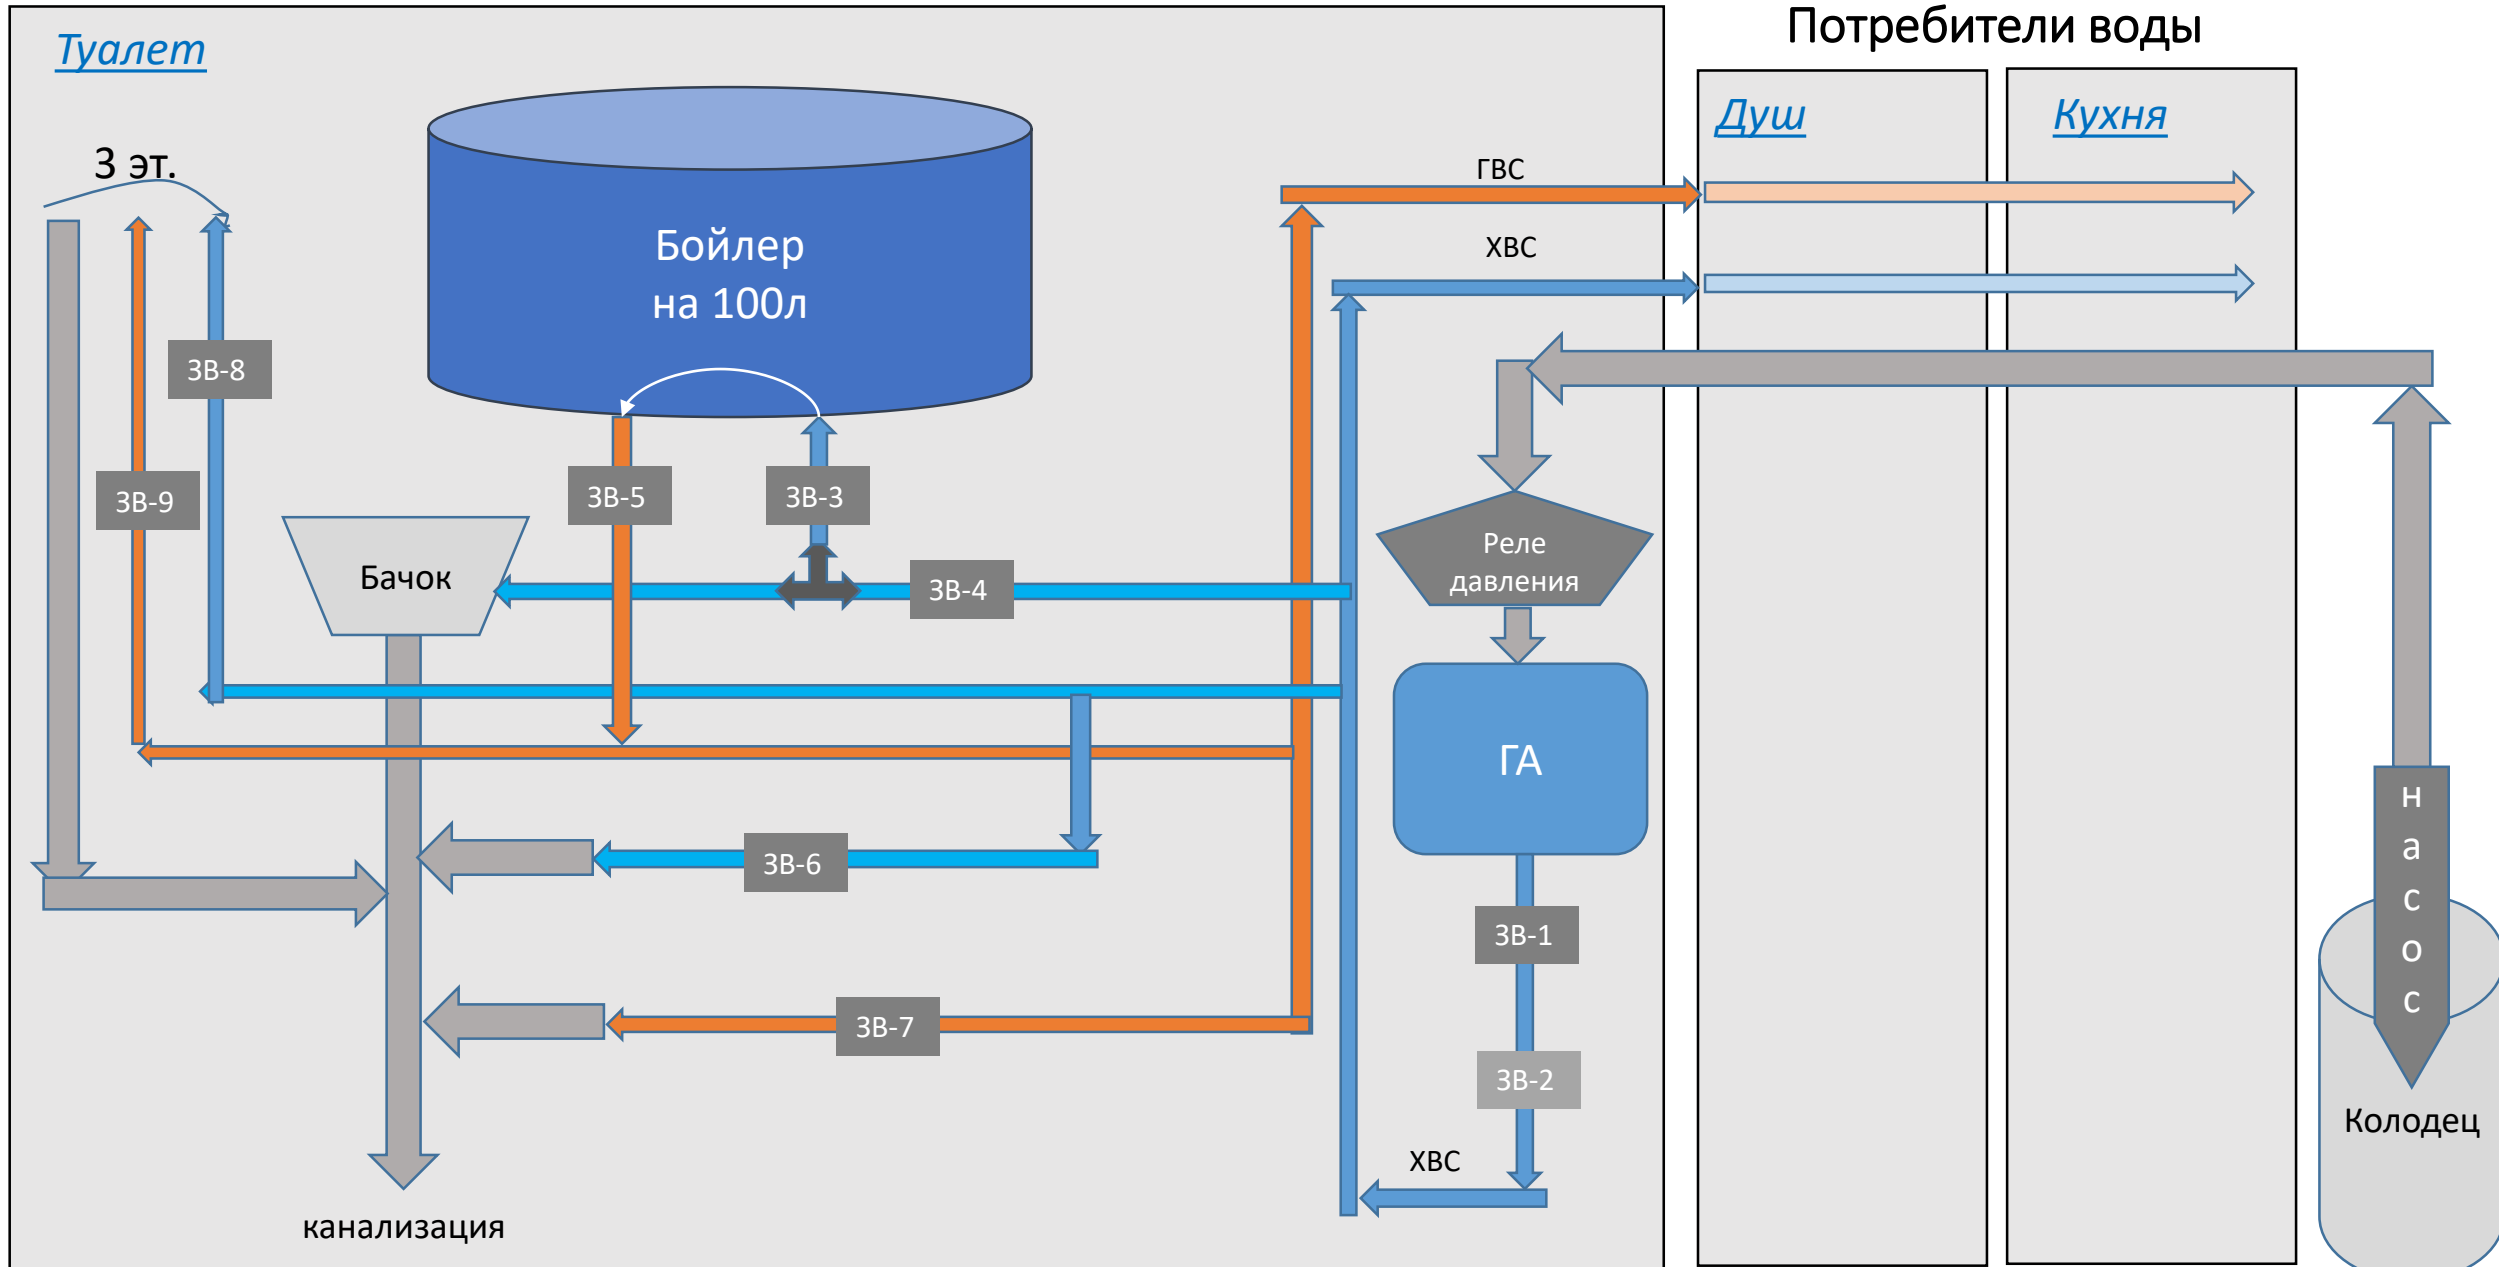 Потребители воды
Туалет
Душ
Кухня
3 эт.
ГВС
Бойлер
на 100л
ХВС
ЗВ-8
ЗВ-9
ЗВ-5
ЗВ-3
Реле
давления
Бачок
ЗВ-4
ГА
н
а
с
о
с
ЗВ-6
ЗВ-1
ЗВ-7
ЗВ-2
Колодец
ХВС
канализация